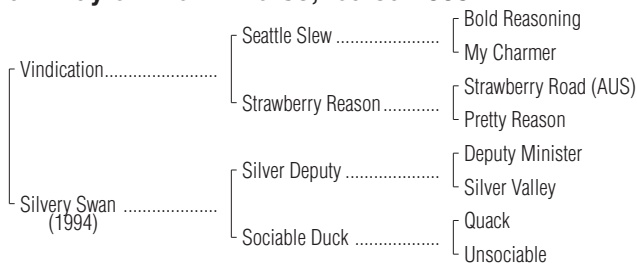 Bold Reasoning
Seattle Slew ....................
My Charmer
Vindication........................
Strawberry Road (AUS)
Strawberry Reason............
Pretty Reason
Deputy Minister
Silver Deputy ...................
Silver Valley
Silvery Swan ....................
(1994)
Quack
Sociable Duck .................
Unsociable